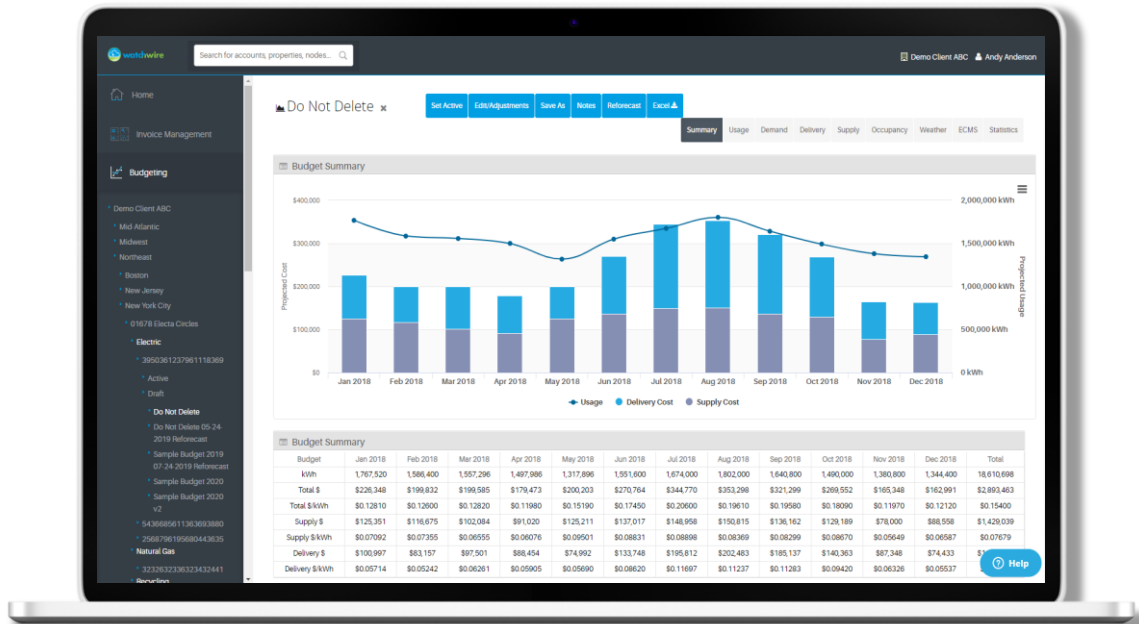 wattswire
Search for accounts, properties, nodes...
Demo Client ABC Andy Anderson
Home
Invoice Management
Budgeting
Demo Client ABC
Mid-Atlantic
Midwest
Northeast
Boston
New Jersey
New York City
01678 Electa Circles
Electric
3950361237961118369
Active
Draft
Do Not Delete
Do Not Delete 05-24-
2019 Reforecast
Sample Budget 2019
07-24-2019 Reforecast
Sample Budget 2020
Sample Budget 2020
v2
5436685611363693880
2568796195680443635
Natural Gas
3232632336323432441
Recycling
Do Not Delete
Set Active Edit/Adjustments Save As Notes Reforecast Excel
Summary Usage Demand Delivery Supply Occupancy Weather ECMS Statistics
Budget Summary
$400,000
$300,000
$200,000
$100,000
$0
Projected Cost
2,000,000 kWh
1,500,000 kWh
1,000,000 kWh
500,000 kWh
0 kWh
Projected Usage
Jan 2018 Feb 2018 Mar 2018 Apr 2018 May 2018 Jun 2018 Jul 2018 Aug 2018 Sep 2018 Oct 2018 Nov 2018 Dec 2018
Usage Delivery Cost Supply Cost
Budget Summary
Budget Jan 2018 Feb 2018 Mar 2018 Apr 2018 May 2018 Jun 2018 Jul 2018 Aug 2018 Sep 2018 Oct 2018 Nov 2018 Dec 2018 Total
kWh 1,767,520 1,586,400 1,557,296 1,497,986 1,317,896 1,551,600 1,674,000 1,802,000 1,640,800 1,490,000 1,380,800 1,344,400 18,610,698
Total $ $226,348 $199,832 $199,585 $179,473 $200,203 $270,764 $344,770 $353,298 $321,299 $269,552 $165,348 $162,991 $2,893,463
Total $/kWh $0.12810 $0.12600 $0.12820 $0.11980 $0.15190 $0.17450 $0.20600 $0.19610 $0.19580 $0.18090 $0.11970 $0.12120 $0.15400
Supply $ $125,351 $116,675 $102,084 $91,020 $125,211 $137,017 $148,958 $150,815 $136,162 $129,189 $78,000 $88,558 $1,429,039
Supply $/kWh $0.07092 $0.07355 $0.06555 $0.06076 $0.09501 $0.08831 $0.08898 $0.08369 $0.08299 $0.08670 $0.05649 $0.06587 $0.07679
Delivery $ $100,997 $83,157 $97,501 $88,454 $74,992 $133,748 $195,812 $202,483 $185,137 $140,363 $87,348 $74,433
Delivery $/kWh $0.05714 $0.05242 $0.06261 $0.05905 $0.05690 $0.08620 $0.11697 $0.11237 $0.11283 $0.09420 $0.06326 $0.05537
Help